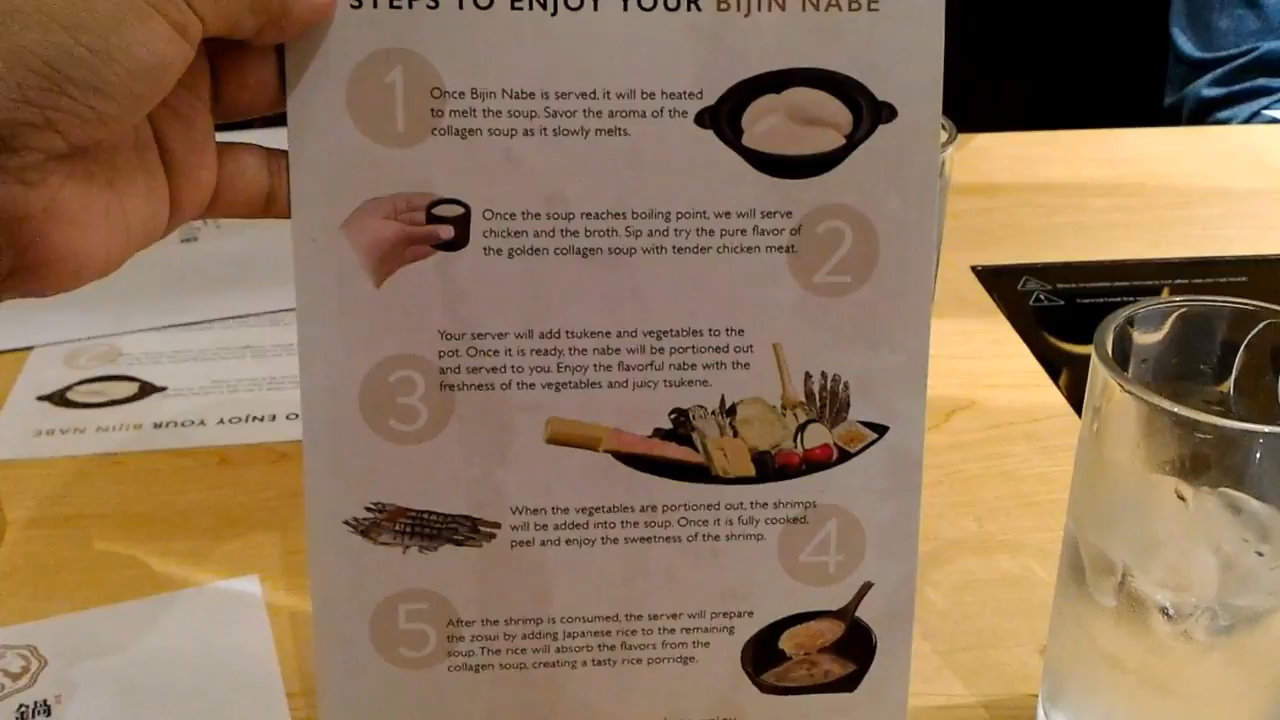 STEPS TO ENJOY YOUR BIJIN NABE
1
Once Bijin Nabe is served, it will be heated
to melt the soup. Savor the aroma of the
collagen soup as it slowly melts.
2
Once the soup reaches boiling point, we will serve
chicken and the broth. Sip and try the pure flavor of
the golden collagen soup with tender chicken meat.
3
Your server will add tsukene and vegetables to the
pot. Once it is ready, the nabe will be portioned out
and served to you. Enjoy the flavorful nabe with the
freshness of the vegetables and juicy tsukene.
4
When the vegetables are portioned out, the shrimps
will be added into the soup. Once it is fully cooked,
peel and enjoy the sweetness of the shrimp.
5
After the shrimp is consumed, the server will prepare
the zosui by adding Japanese rice to the remaining
soup. The rice will absorb the flavors from the
collagen soup, creating a tasty rice porridge.
TO ENJOY YOUR BIJIN NABE